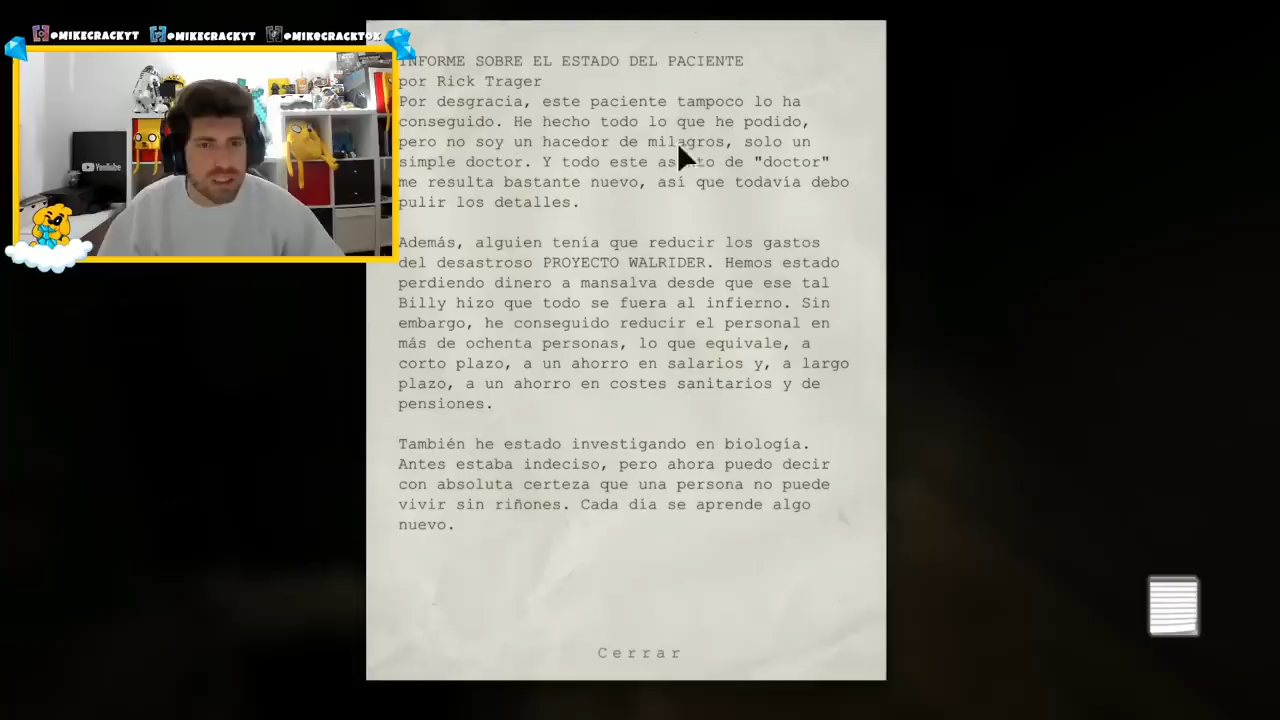 @MIKECRACKYT @MIKECRACKYT @MIKECRACKTOK
YouTube
INFORME SOBRE EL ESTADO DEL PACIENTE
por Rick Trager
Por desgracia, este paciente tampoco lo ha
conseguido. He hecho todo lo que he podido,
pero no soy un hacedor de milagros, solo un
simple doctor. Y todo este asunto de "doctor"
me resulta bastante nuevo, así que todavía debo
pulir los detalles.
Además, alguien tenía que reducir los gastos
del desastroso PROYECTO WALRIDER. Hemos estado
perdiendo dinero a mansalva desde que ese tal
Billy hizo que todo se fuera al infierno. Sin
embargo, he conseguido reducir el personal en
más de ochenta personas, lo que equivale, a
corto plazo, a un ahorro en salarios y, a largo
plazo, a un ahorro en costes sanitarios y de
pensiones.
También he estado investigando en biología.
Antes estaba indeciso, pero ahora puedo decir
con absoluta certeza que una persona no puede
vivir sin riñones. Cada día se aprende algo
nuevo.
Cerrar